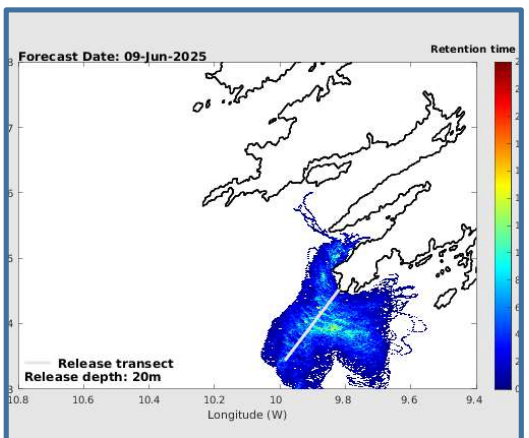 Forecast Date: 09-Jun-2025
Retention time
Release transect
Release depth: 20m
10.8 10.6 10.4 10.2 10 9.8 9.6 9.4
Longitude (W)